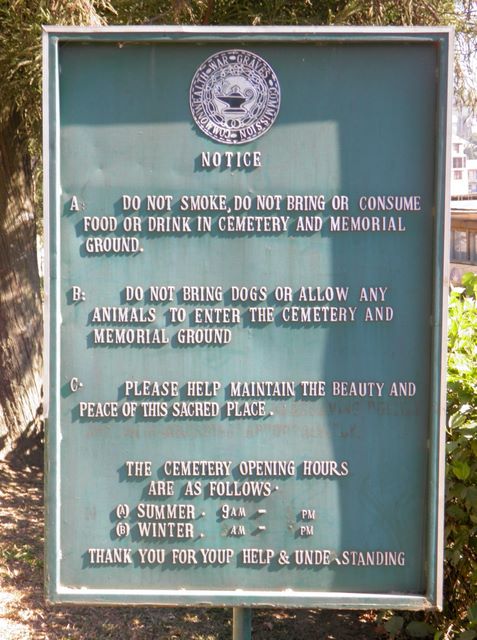 COMMONWEALTH · WAR · GRAVES · COMMISSION
NOTICE
A: DO NOT SMOKE, DO NOT BRING OR CONSUME
FOOD OR DRINK IN CEMETERY AND MEMORIAL
GROUND.
B: DO NOT BRING DOGS OR ALLOW ANY
ANIMALS TO ENTER THE CEMETERY AND
MEMORIAL GROUND
C· PLEASE HELP MAINTAIN THE BEAUTY AND
PEACE OF THIS SACRED PLACE.
THE CEMETERY OPENING HOURS
ARE AS FOLLOWS·
(A) SUMMER · 9AM - PM
(B) WINTER · AM - PM
THANK YOU FOR YOUP HELP & UNDE STANDING